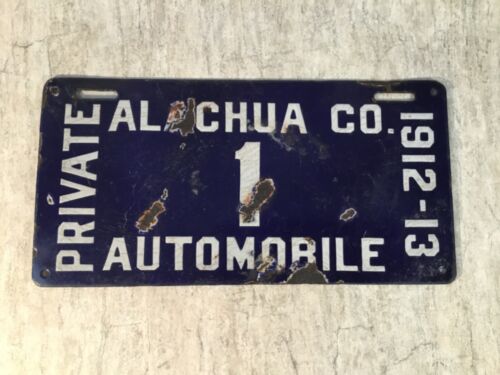 PRIVATE
ALACHUA CO.
1
AUTOMOBILE
1912-13